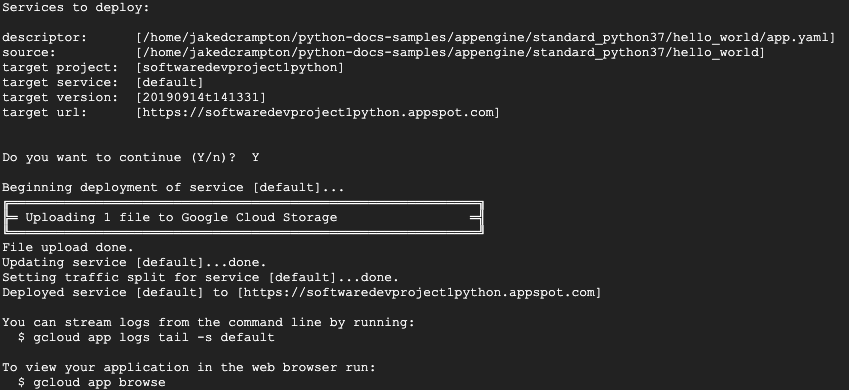 Services to deploy:
descriptor:      [/home/jakedcrampton/python-docs-samples/appengine/standard_python37/hello_world/app.yaml]
source:          [/home/jakedcrampton/python-docs-samples/appengine/standard_python37/hello_world]
target project:  [softwaredevproject1python]
target service:  [default]
target version:  [20190914t141331]
target url:      [https://softwaredevproject1python.appspot.com]
Do you want to continue (Y/n)?  Y
Beginning deployment of service [default]...
Uploading 1 file to Google Cloud Storage
File upload done.
Updating service [default]...done.
Setting traffic split for service [default]...done.
Deployed service [default] to [https://softwaredevproject1python.appspot.com]
You can stream logs from the command line by running:
  $ gcloud app logs tail -s default
To view your application in the web browser run:
  $ gcloud app browse